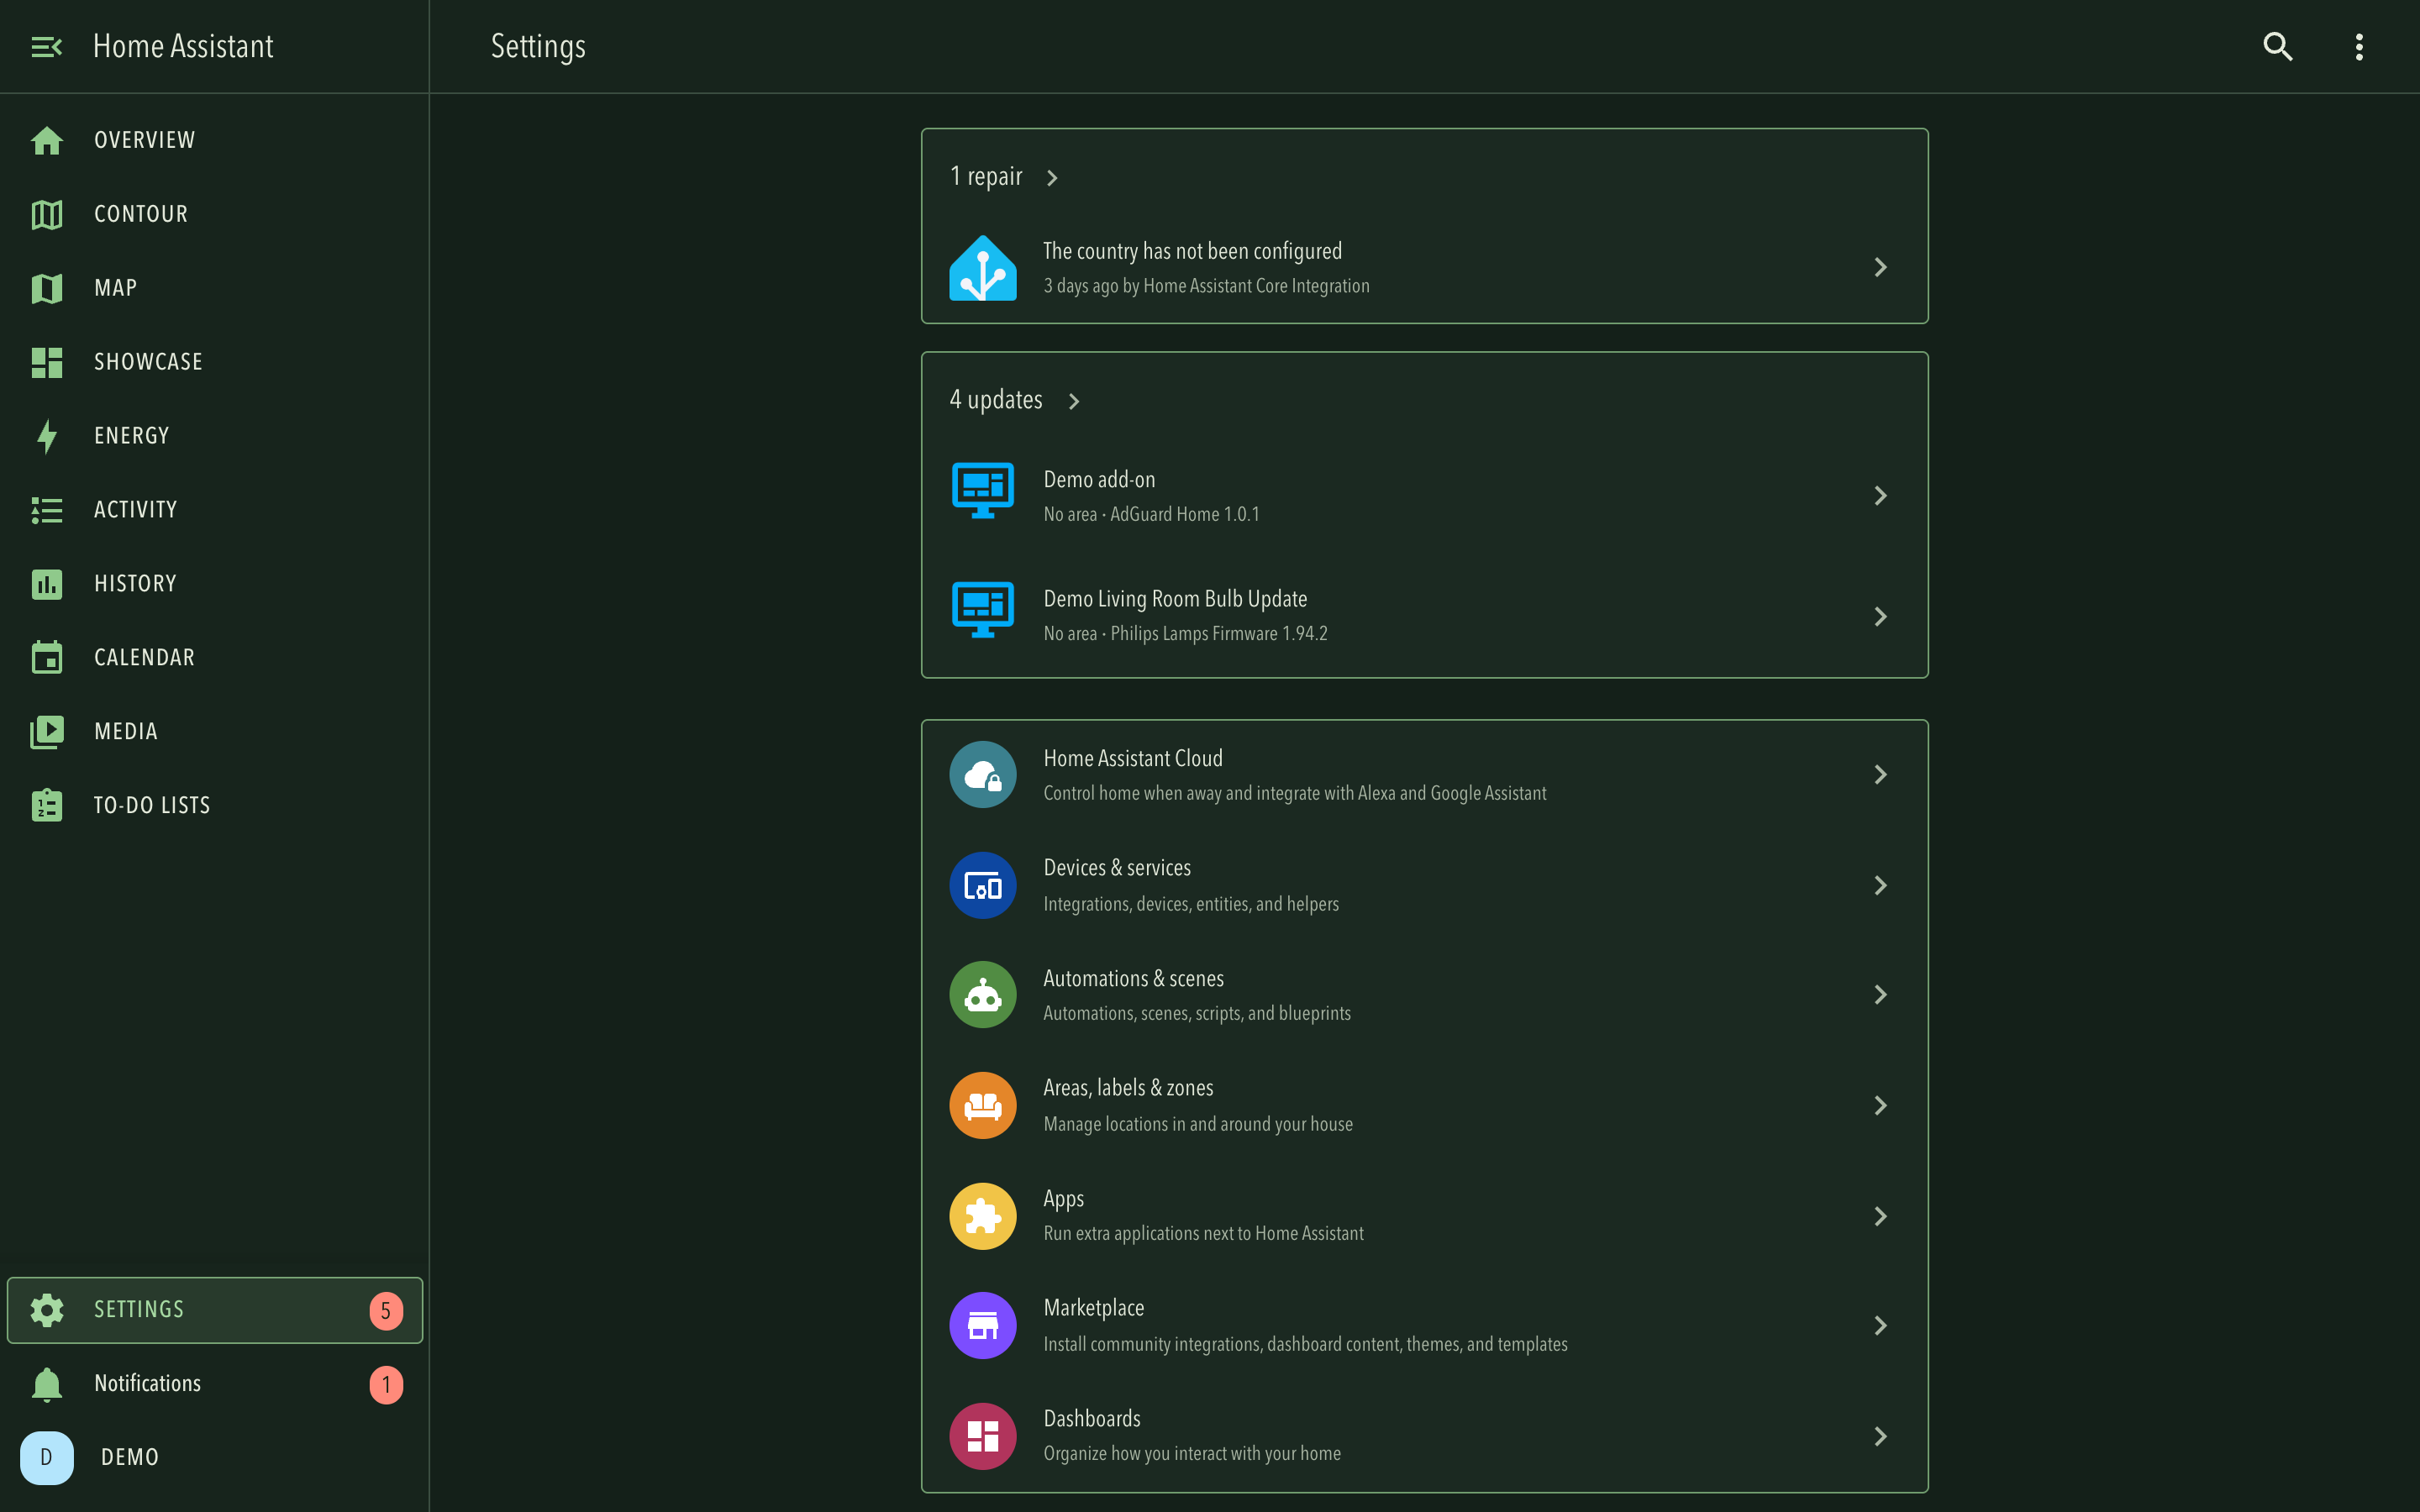 Home Assistant
Settings
OVERVIEW
CONTOUR
MAP
SHOWCASE
ENERGY
ACTIVITY
HISTORY
CALENDAR
MEDIA
TO-DO LISTS
SETTINGS 5
Notifications 1
D DEMO
1 repair
The country has not been configured
3 days ago by Home Assistant Core Integration
4 updates
Demo add-on
No area • AdGuard Home 1.0.1
Demo Living Room Bulb Update
No area • Philips Lamps Firmware 1.94.2
Home Assistant Cloud
Control home when away and integrate with Alexa and Google Assistant
Devices & services
Integrations, devices, entities, and helpers
Automations & scenes
Automations, scenes, scripts, and blueprints
Areas, labels & zones
Manage locations in and around your house
Apps
Run extra applications next to Home Assistant
Marketplace
Install community integrations, dashboard content, themes, and templates
Dashboards
Organize how you interact with your home